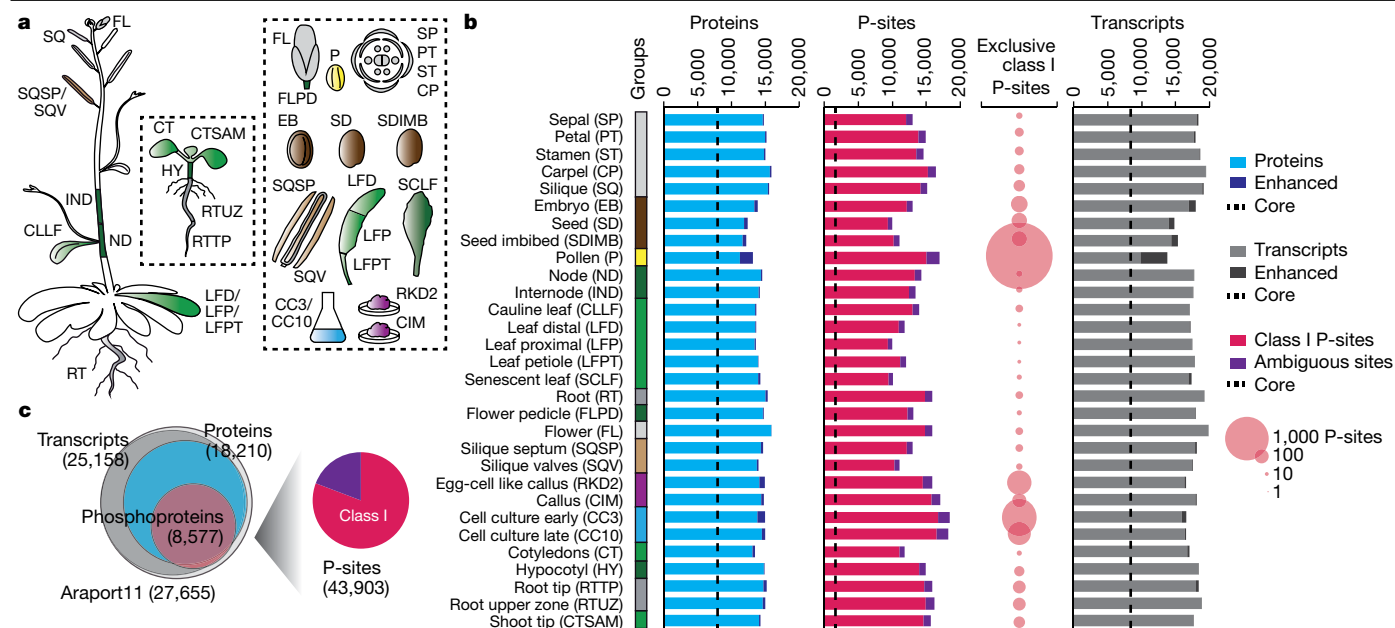 a
FL
SQ
SQSP/
SQV
IND
CLLF
ND
LFD/
LFP/
LFPT
RT
CT
CTSAM
HY
RTUZ
RTTP
FL
P
SP
PT
ST
CP
FLPD
EB
SD
SDIMB
SQSP
LFD
SCLF
LFP
SQV
LFPT
CC3/
CC10
RKD2
CIM
c
Transcripts
(25,158)
Proteins
(18,210)
Phosphoproteins
(8,577)
Araport11 (27,655)
Class I
P-sites
(43,903)
b
Groups
Proteins
0 5,000 10,000 15,000 20,000
P-sites
0 5,000 10,000 15,000 20,000
Exclusive
class I
P-sites
Transcripts
0 5,000 10,000 15,000 20,000
Sepal (SP)
Petal (PT)
Stamen (ST)
Carpel (CP)
Silique (SQ)
Embryo (EB)
Seed (SD)
Seed imbibed (SDIMB)
Pollen (P)
Node (ND)
Internode (IND)
Cauline leaf (CLLF)
Leaf distal (LFD)
Leaf proximal (LFP)
Leaf petiole (LFPT)
Senescent leaf (SCLF)
Root (RT)
Flower pedicle (FLPD)
Flower (FL)
Silique septum (SQSP)
Silique valves (SQV)
Egg-cell like callus (RKD2)
Callus (CIM)
Cell culture early (CC3)
Cell culture late (CC10)
Cotyledons (CT)
Hypocotyl (HY)
Root tip (RTTP)
Root upper zone (RTUZ)
Shoot tip (CTSAM)
Proteins
Enhanced
Core
Transcripts
Enhanced
Core
Class I P-sites
Ambiguous sites
Core
1,000 P-sites
100
10
1